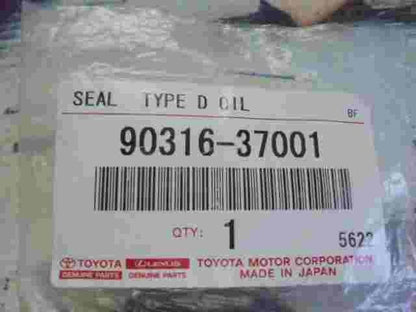 SEAL TYPE D OIL
BF
90316-37001
QTY: 1
5622
TOYOTA LEXUS TOYOTA MOTOR CORPORATION
GENUINE PARTS GENUINE PARTS MADE IN JAPAN